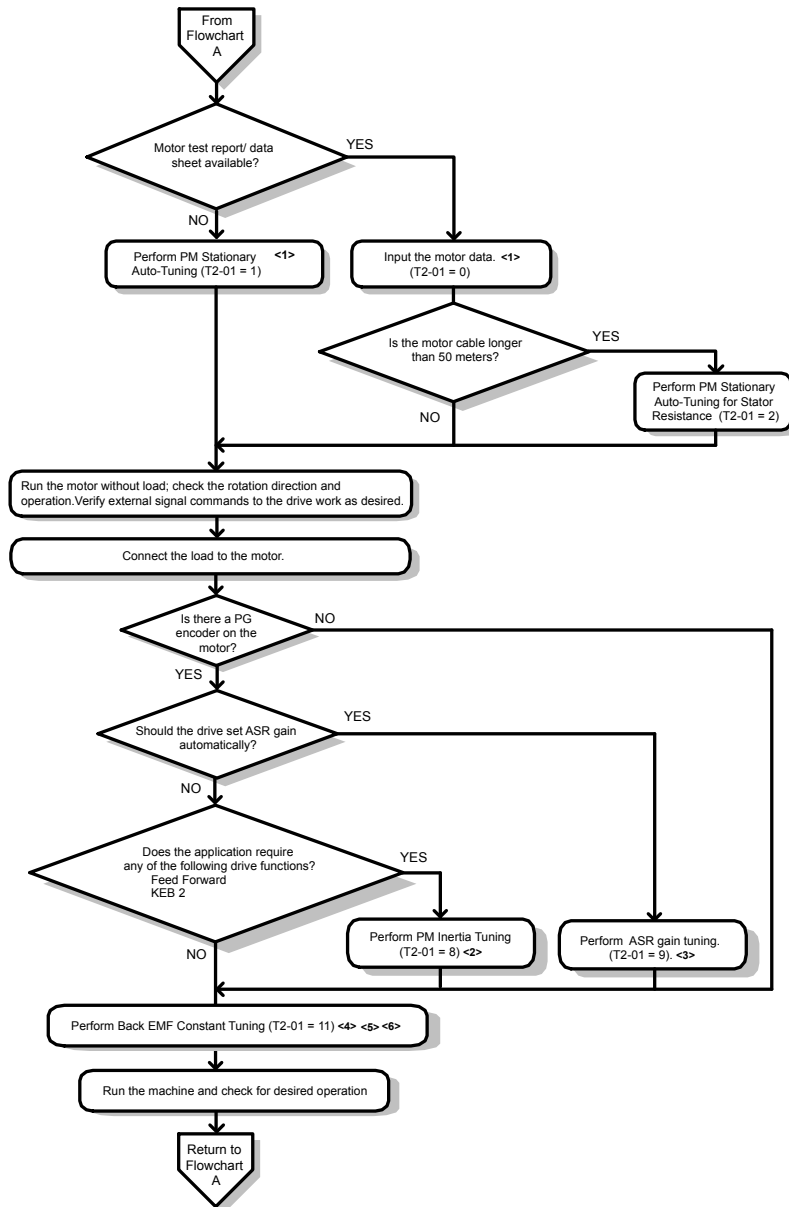 From
Flowchart
A
Motor test report/ data
sheet available?
YES
NO
Perform PM Stationary <1>
Auto-Tuning (T2-01 = 1)
Input the motor data. <1>
(T2-01 = 0)
Is the motor cable longer
than 50 meters?
YES
NO
Perform PM Stationary
Auto-Tuning for Stator
Resistance (T2-01 = 2)
Run the motor without load; check the rotation direction and
operation.Verify external signal commands to the drive work as desired.
Connect the load to the motor.
Is there a PG
encoder on the
motor?
NO
YES
Should the drive set ASR gain
automatically?
YES
NO
Does the application require
any of the following drive functions?
Feed Forward
KEB 2
YES
NO
Perform PM Inertia Tuning
(T2-01 = 8) <2>
Perform ASR gain tuning.
(T2-01 = 9). <3>
Perform Back EMF Constant Tuning (T2-01 = 11) <4> <5> <6>
Run the machine and check for desired operation
Return to
Flowchart
A